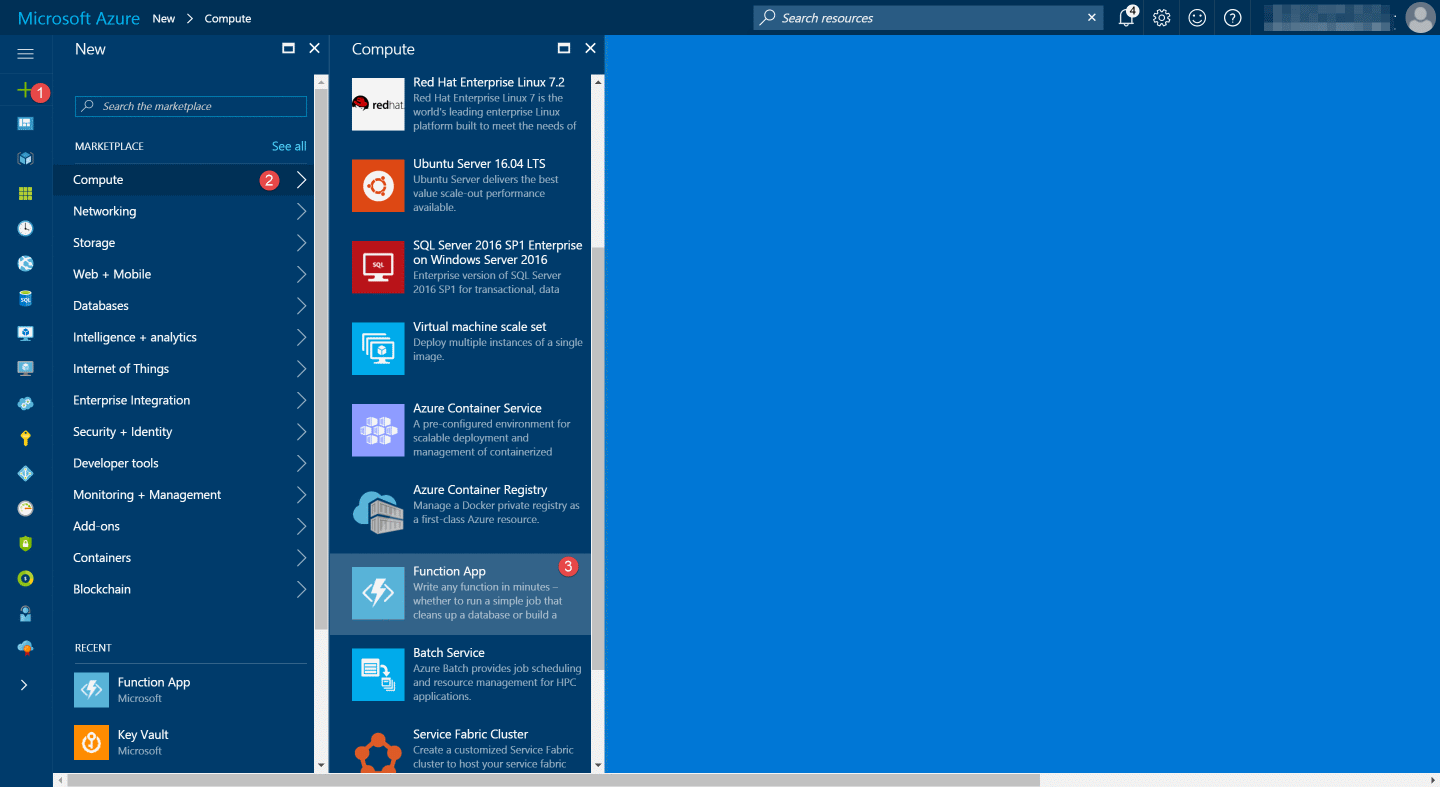 Microsoft Azure New > Compute
Search resources
4
New
Compute
1
Search the marketplace
MARKETPLACE See all
Compute 2
Networking
Storage
Web + Mobile
Databases
Intelligence + analytics
Internet of Things
Enterprise Integration
Security + Identity
Developer tools
Monitoring + Management
Add-ons
Containers
Blockchain
RECENT
Function App
Microsoft
Key Vault
Microsoft
redhat.
Red Hat Enterprise Linux 7.2
Red Hat Enterprise Linux 7 is the
world's leading enterprise Linux
platform built to meet the needs of
Ubuntu Server 16.04 LTS
Ubuntu Server delivers the best
value scale-out performance
available.
SQL
SQL Server 2016 SP1 Enterprise
on Windows Server 2016
Enterprise version of SQL Server
2016 SP1 for transactional, data
Virtual machine scale set
Deploy multiple instances of a single
image.
Azure Container Service
A pre-configured environment for
scalable deployment and
management of containerized
Azure Container Registry
Manage a Docker private registry as
a first-class Azure resource.
Function App 3
Write any function in minutes –
whether to run a simple job that
cleans up a database or build a
Batch Service
Azure Batch provides job scheduling
and resource management for HPC
applications.
Service Fabric Cluster
Create a customized Service Fabric
cluster to host your service fabric